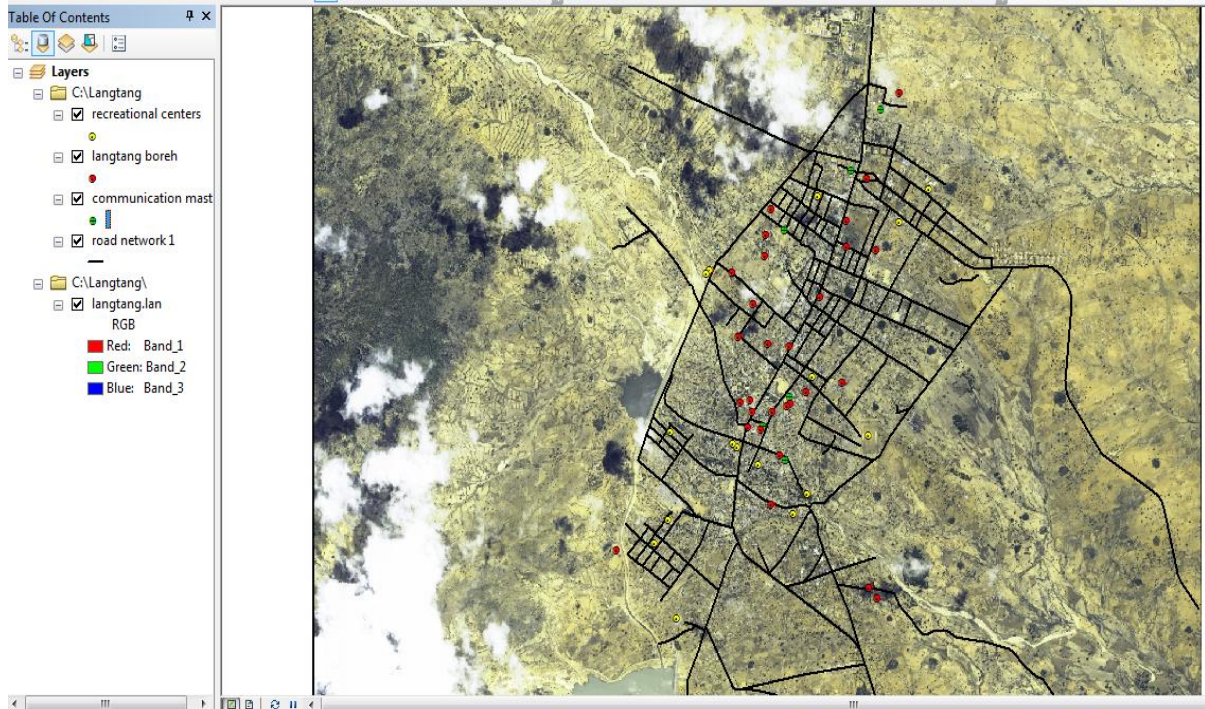 Table Of Contents
Layers
C:\Langtang
recreational centers
langtang boreh
communication mast
road network 1
C:\Langtang\
langtang.lan
RGB
Red: Band_1
Green: Band_2
Blue: Band_3